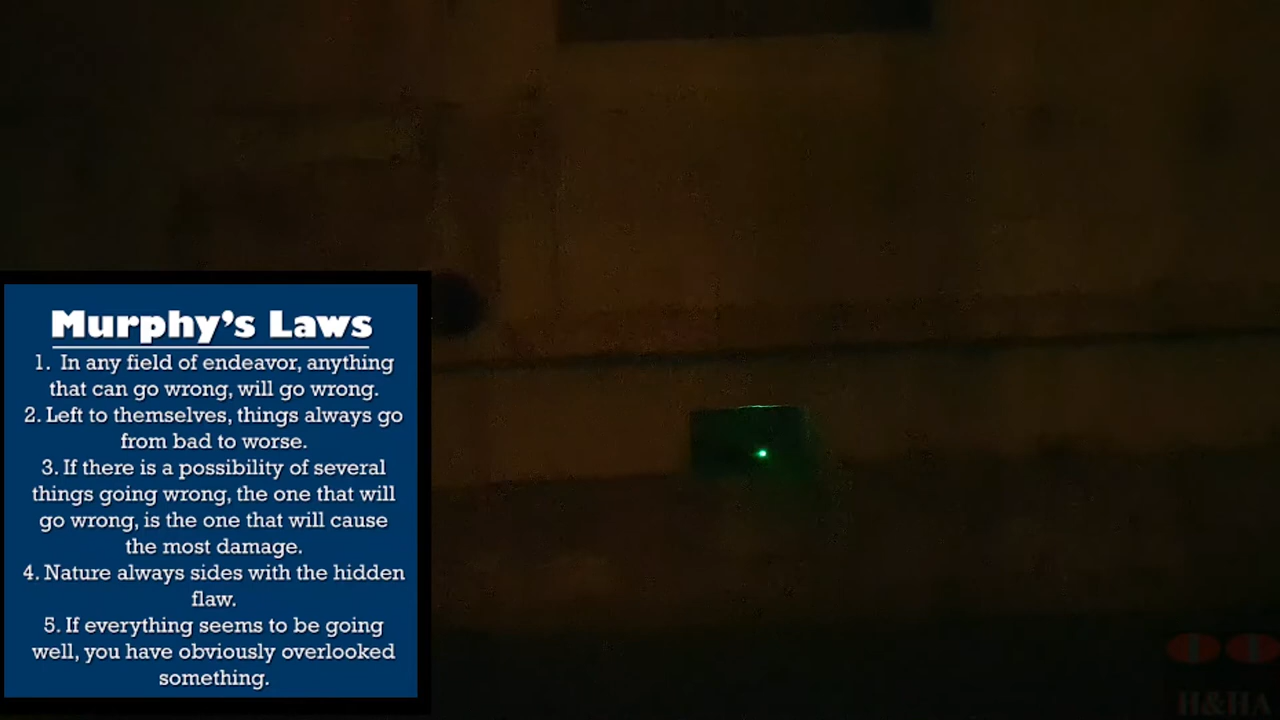 Murphy's Laws
1. In any field of endeavor, anything
that can go wrong, will go wrong.
2. Left to themselves, things always go
from bad to worse.
3. If there is a possibility of several
things going wrong, the one that will
go wrong, is the one that will cause
the most damage.
4. Nature always sides with the hidden
flaw.
5. If everything seems to be going
well, you have obviously overlooked
something.
H&HA